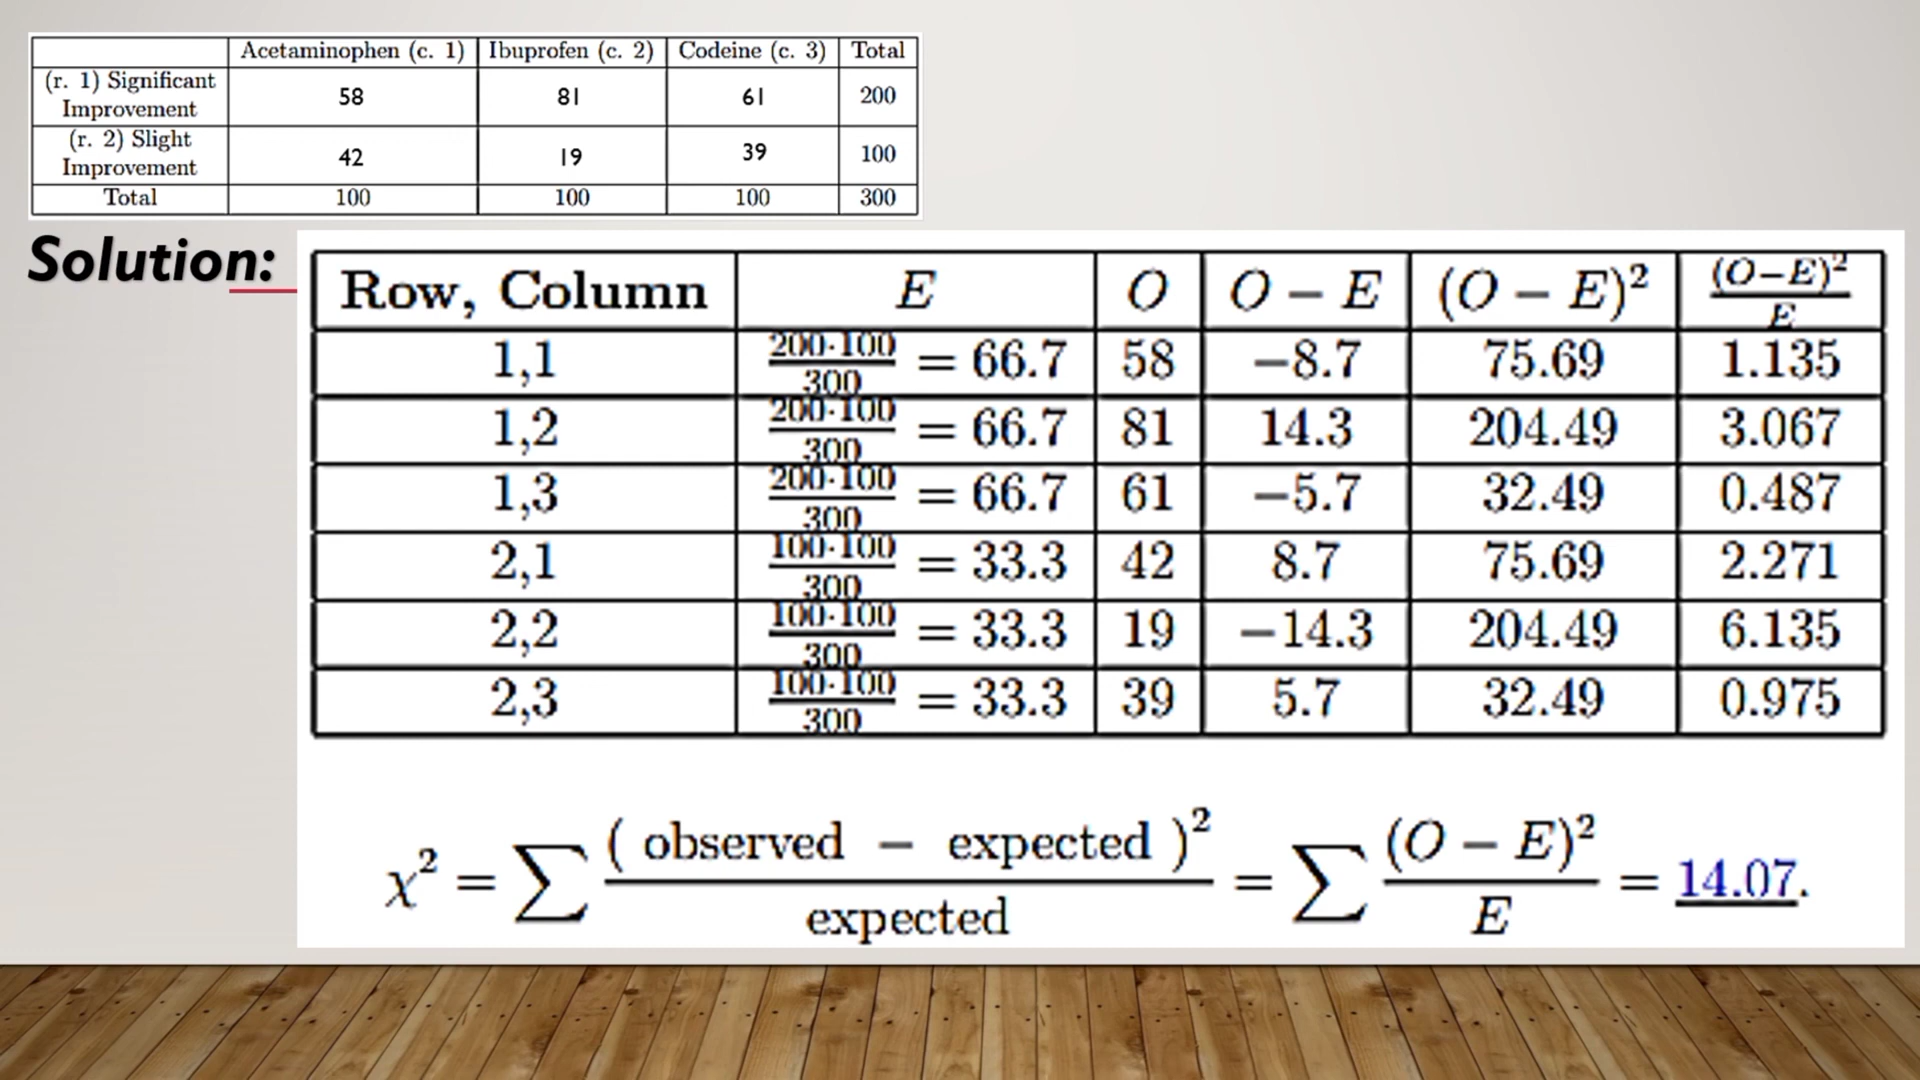 Acetaminophen (c. 1) Ibuprofen (c. 2) Codeine (c. 3) Total
(r. 1) Significant Improvement 58 81 61 200
(r. 2) Slight Improvement 42 19 39 100
Total 100 100 100 300
Solution:
Row, Column E O O − E (O − E)² (O−E)²/E
1,1 200·100/300 = 66.7 58 −8.7 75.69 1.135
1,2 200·100/300 = 66.7 81 14.3 204.49 3.067
1,3 200·100/300 = 66.7 61 −5.7 32.49 0.487
2,1 100·100/300 = 33.3 42 8.7 75.69 2.271
2,2 100·100/300 = 33.3 19 −14.3 204.49 6.135
2,3 100·100/300 = 33.3 39 5.7 32.49 0.975
χ² = ∑ ( observed − expected )²/expected = ∑ (O − E)²/E = 14.07.